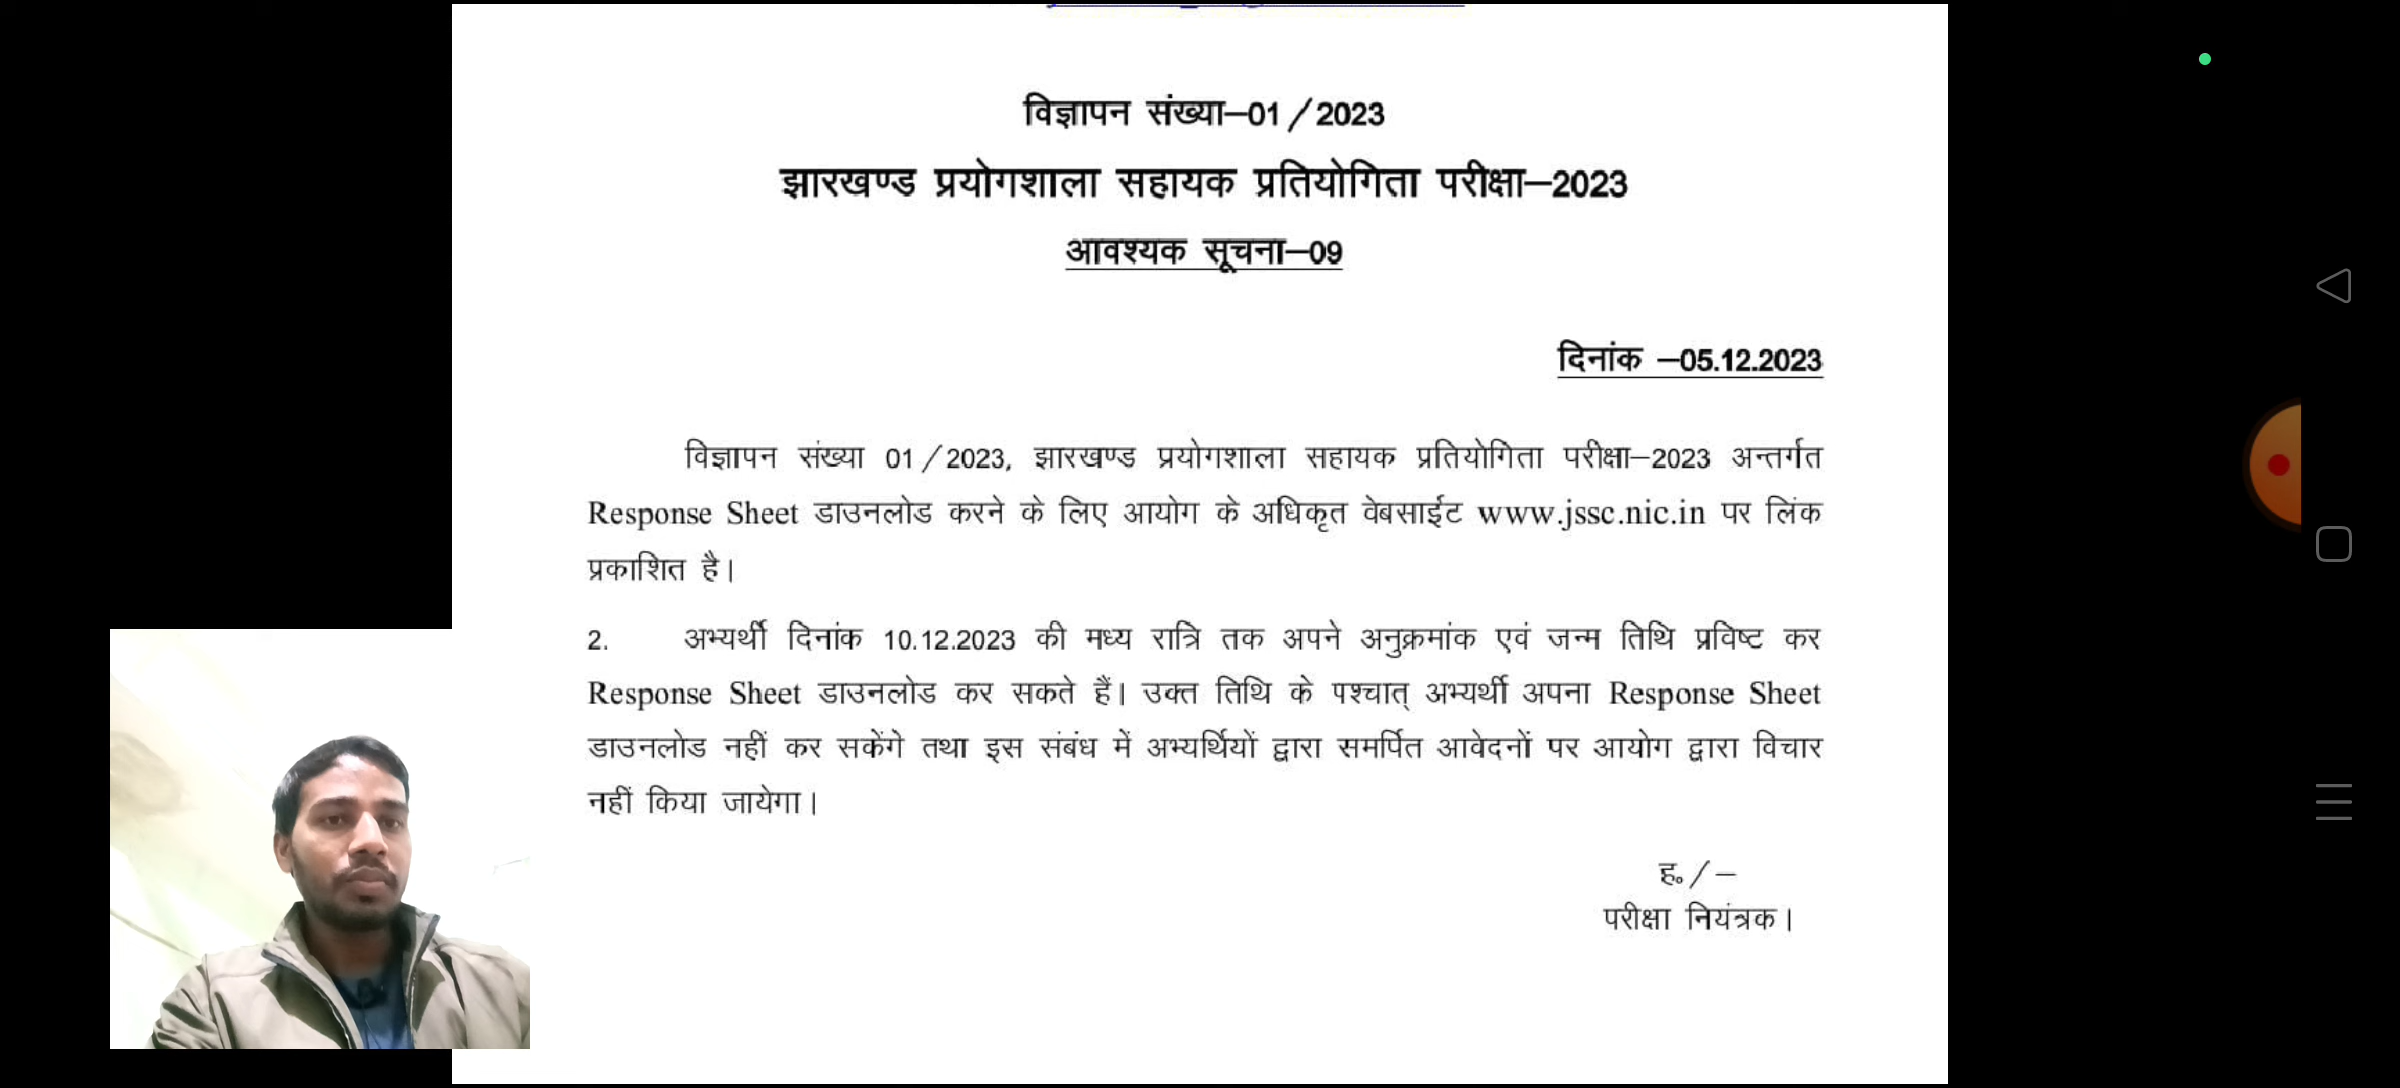 विज्ञापन संख्या–01/2023
झारखण्ड प्रयोगशाला सहायक प्रतियोगिता परीक्षा–2023
आवश्यक सूचना–09
दिनांक –05.12.2023
विज्ञापन संख्या 01/2023, झारखण्ड प्रयोगशाला सहायक प्रतियोगिता परीक्षा–2023 अन्तर्गत
Response Sheet डाउनलोड करने के लिए आयोग के अधिकृत वेबसाईट www.jssc.nic.in पर लिंक
प्रकाशित है।
2. अभ्यर्थी दिनांक 10.12.2023 की मध्य रात्रि तक अपने अनुक्रमांक एवं जन्म तिथि प्रविष्ट कर
Response Sheet डाउनलोड कर सकते हैं। उक्त तिथि के पश्चात् अभ्यर्थी अपना Response Sheet
डाउनलोड नहीं कर सकेंगे तथा इस संबंध में अभ्यर्थियों द्वारा समर्पित आवेदनों पर आयोग द्वारा विचार
नहीं किया जायेगा।
ह०/–
परीक्षा नियंत्रक।